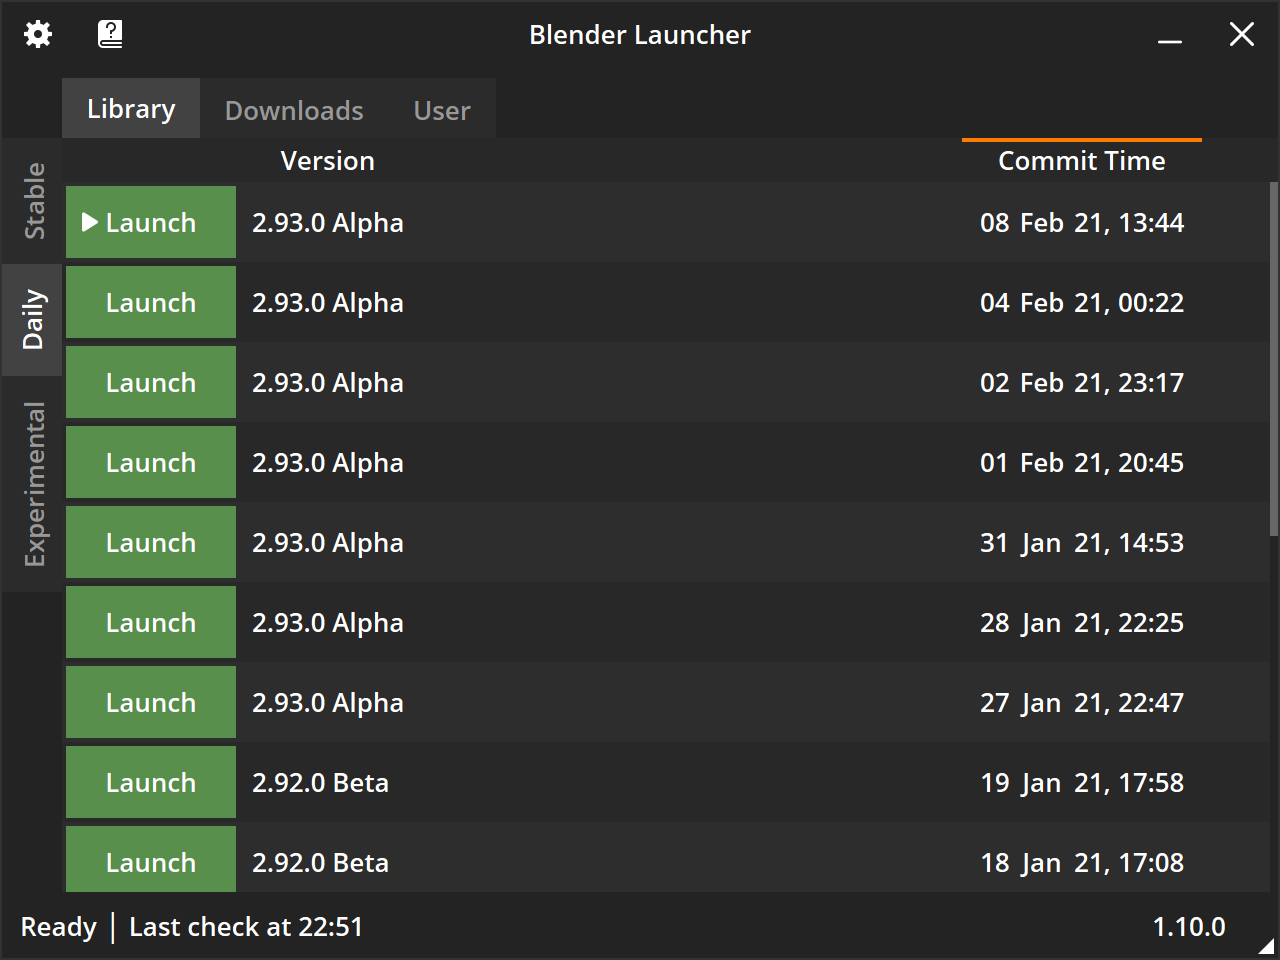 Blender Launcher
Library Downloads User
Stable
Daily
Experimental
Version Commit Time
Launch 2.93.0 Alpha 08 Feb 21, 13:44
Launch 2.93.0 Alpha 04 Feb 21, 00:22
Launch 2.93.0 Alpha 02 Feb 21, 23:17
Launch 2.93.0 Alpha 01 Feb 21, 20:45
Launch 2.93.0 Alpha 31 Jan 21, 14:53
Launch 2.93.0 Alpha 28 Jan 21, 22:25
Launch 2.93.0 Alpha 27 Jan 21, 22:47
Launch 2.92.0 Beta 19 Jan 21, 17:58
Launch 2.92.0 Beta 18 Jan 21, 17:08
Ready │ Last check at 22:51 1.10.0